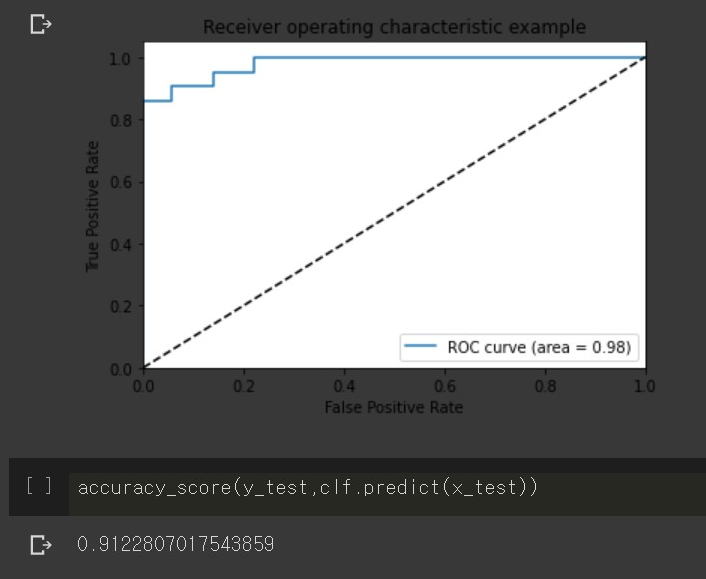 Receiver operating characteristic example
1.0
0.8
0.6
0.4
0.2
0.0
True Positive Rate
ROC curve (area = 0.98)
0.0 0.2 0.4 0.6 0.8 1.0
False Positive Rate
[ ] accuracy_score(y_test,clf.predict(x_test))
0.9122807017543859